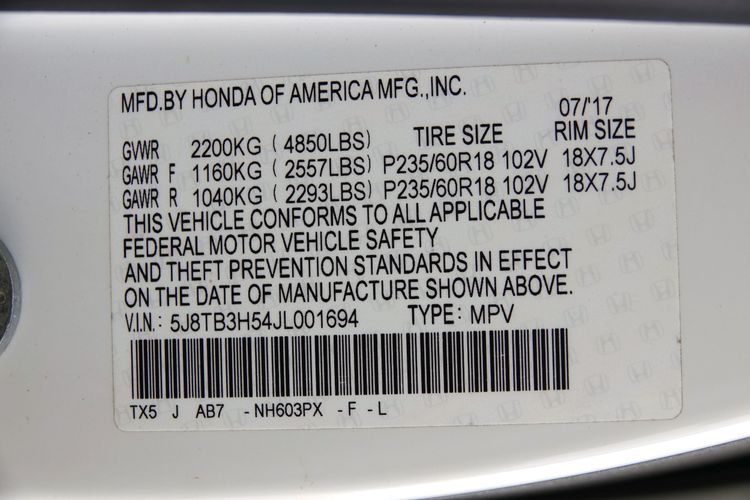 MFD.BY HONDA OF AMERICA MFG.,INC.
07/'17
GVWR 2200KG ( 4850LBS) TIRE SIZE RIM SIZE
GAWR F 1160KG ( 2557LBS) P235/60R18 102V 18X7.5J
GAWR R 1040KG ( 2293LBS) P235/60R18 102V 18X7.5J
THIS VEHICLE CONFORMS TO ALL APPLICABLE
FEDERAL MOTOR VEHICLE SAFETY
AND THEFT PREVENTION STANDARDS IN EFFECT
ON THE DATE OF MANUFACTURE SHOWN ABOVE.
V.I.N.: 5J8TB3H54JL001694 TYPE: MPV
TX5 J AB7 - NH603PX - F - L